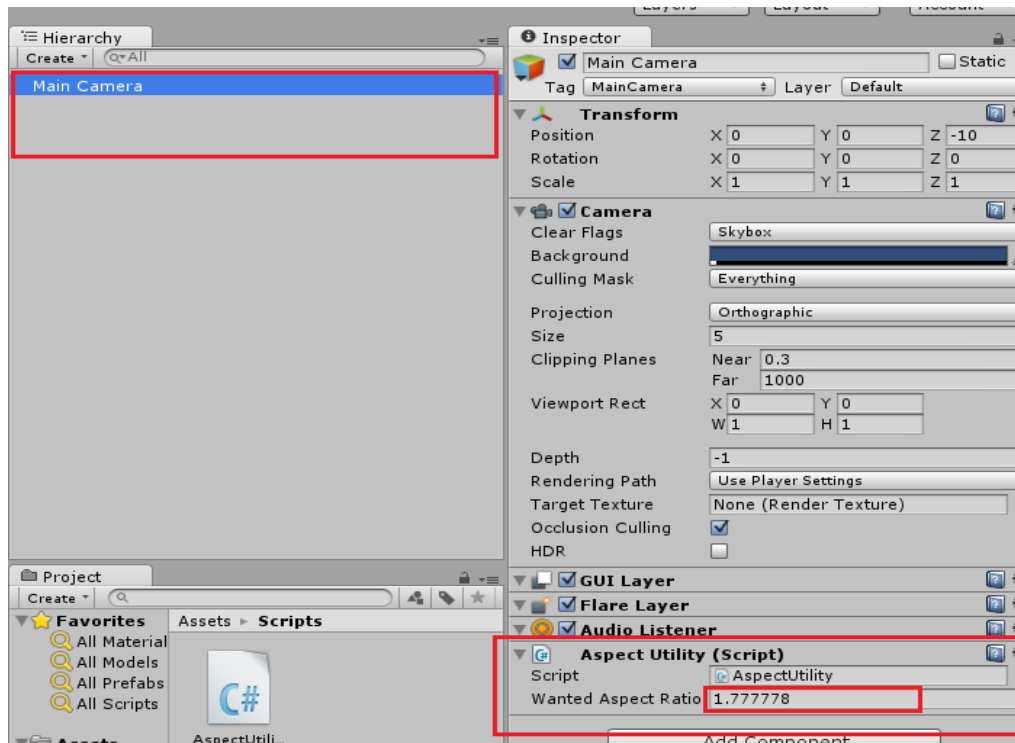 Layers
Layout
Account
Hierarchy
Create
All
Main Camera
Project
Create
Favorites
All Material
All Models
All Prefabs
All Scripts
Assets
Assets Scripts
C#
AspectUtili..
Inspector
Main Camera Static
Tag MainCamera Layer Default
Transform
Position X 0 Y 0 Z -10
Rotation X 0 Y 0 Z 0
Scale X 1 Y 1 Z 1
Camera
Clear Flags Skybox
Background
Culling Mask Everything
Projection Orthographic
Size 5
Clipping Planes Near 0.3
Far 1000
Viewport Rect X 0 Y 0
W 1 H 1
Depth -1
Rendering Path Use Player Settings
Target Texture None (Render Texture)
Occlusion Culling
HDR
GUI Layer
Flare Layer
Audio Listener
Aspect Utility (Script)
Script AspectUtility
Wanted Aspect Ratio 1.777778
Add Component